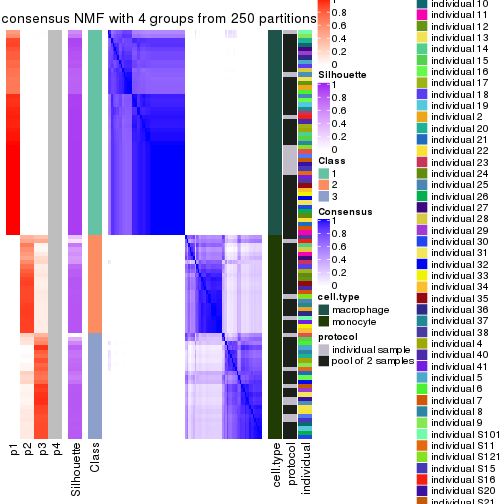 consensus NMF with 4 groups from 250 partitions
p1
p2
p3
p4
Silhouette
Class
cell.type
protocol
individual
0.8
0.6
0.4
0.2
0
Silhouette
1
0.8
0.6
0.4
0.2
0
Class
1
2
3
Consensus
1
0.8
0.6
0.4
0.2
0
cell.type
macrophage
monocyte
protocol
individual sample
pool of 2 samples
individual 10
individual 11
individual 12
individual 13
individual 14
individual 15
individual 16
individual 17
individual 18
individual 19
individual 2
individual 20
individual 21
individual 22
individual 23
individual 24
individual 25
individual 26
individual 27
individual 28
individual 29
individual 30
individual 31
individual 32
individual 33
individual 34
individual 35
individual 36
individual 37
individual 38
individual 4
individual 40
individual 41
individual 5
individual 6
individual 7
individual 8
individual 9
individual S101
individual S11
individual S121
individual S15
individual S16
individual S20
individual S21